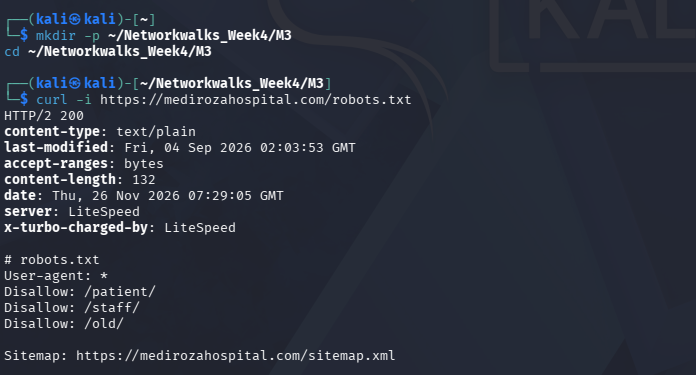 ┌──(kali㉿kali)-[~]
└─$ mkdir -p ~/Networkwalks_Week4/M3
cd ~/Networkwalks_Week4/M3
┌──(kali㉿kali)-[~/Networkwalks_Week4/M3]
└─$ curl -i https://medirozahospital.com/robots.txt
HTTP/2 200
content-type: text/plain
last-modified: Fri, 04 Sep 2026 02:03:53 GMT
accept-ranges: bytes
content-length: 132
date: Thu, 26 Nov 2026 07:29:05 GMT
server: LiteSpeed
x-turbo-charged-by: LiteSpeed
# robots.txt
User-agent: *
Disallow: /patient/
Disallow: /staff/
Disallow: /old/
Sitemap: https://medirozahospital.com/sitemap.xml